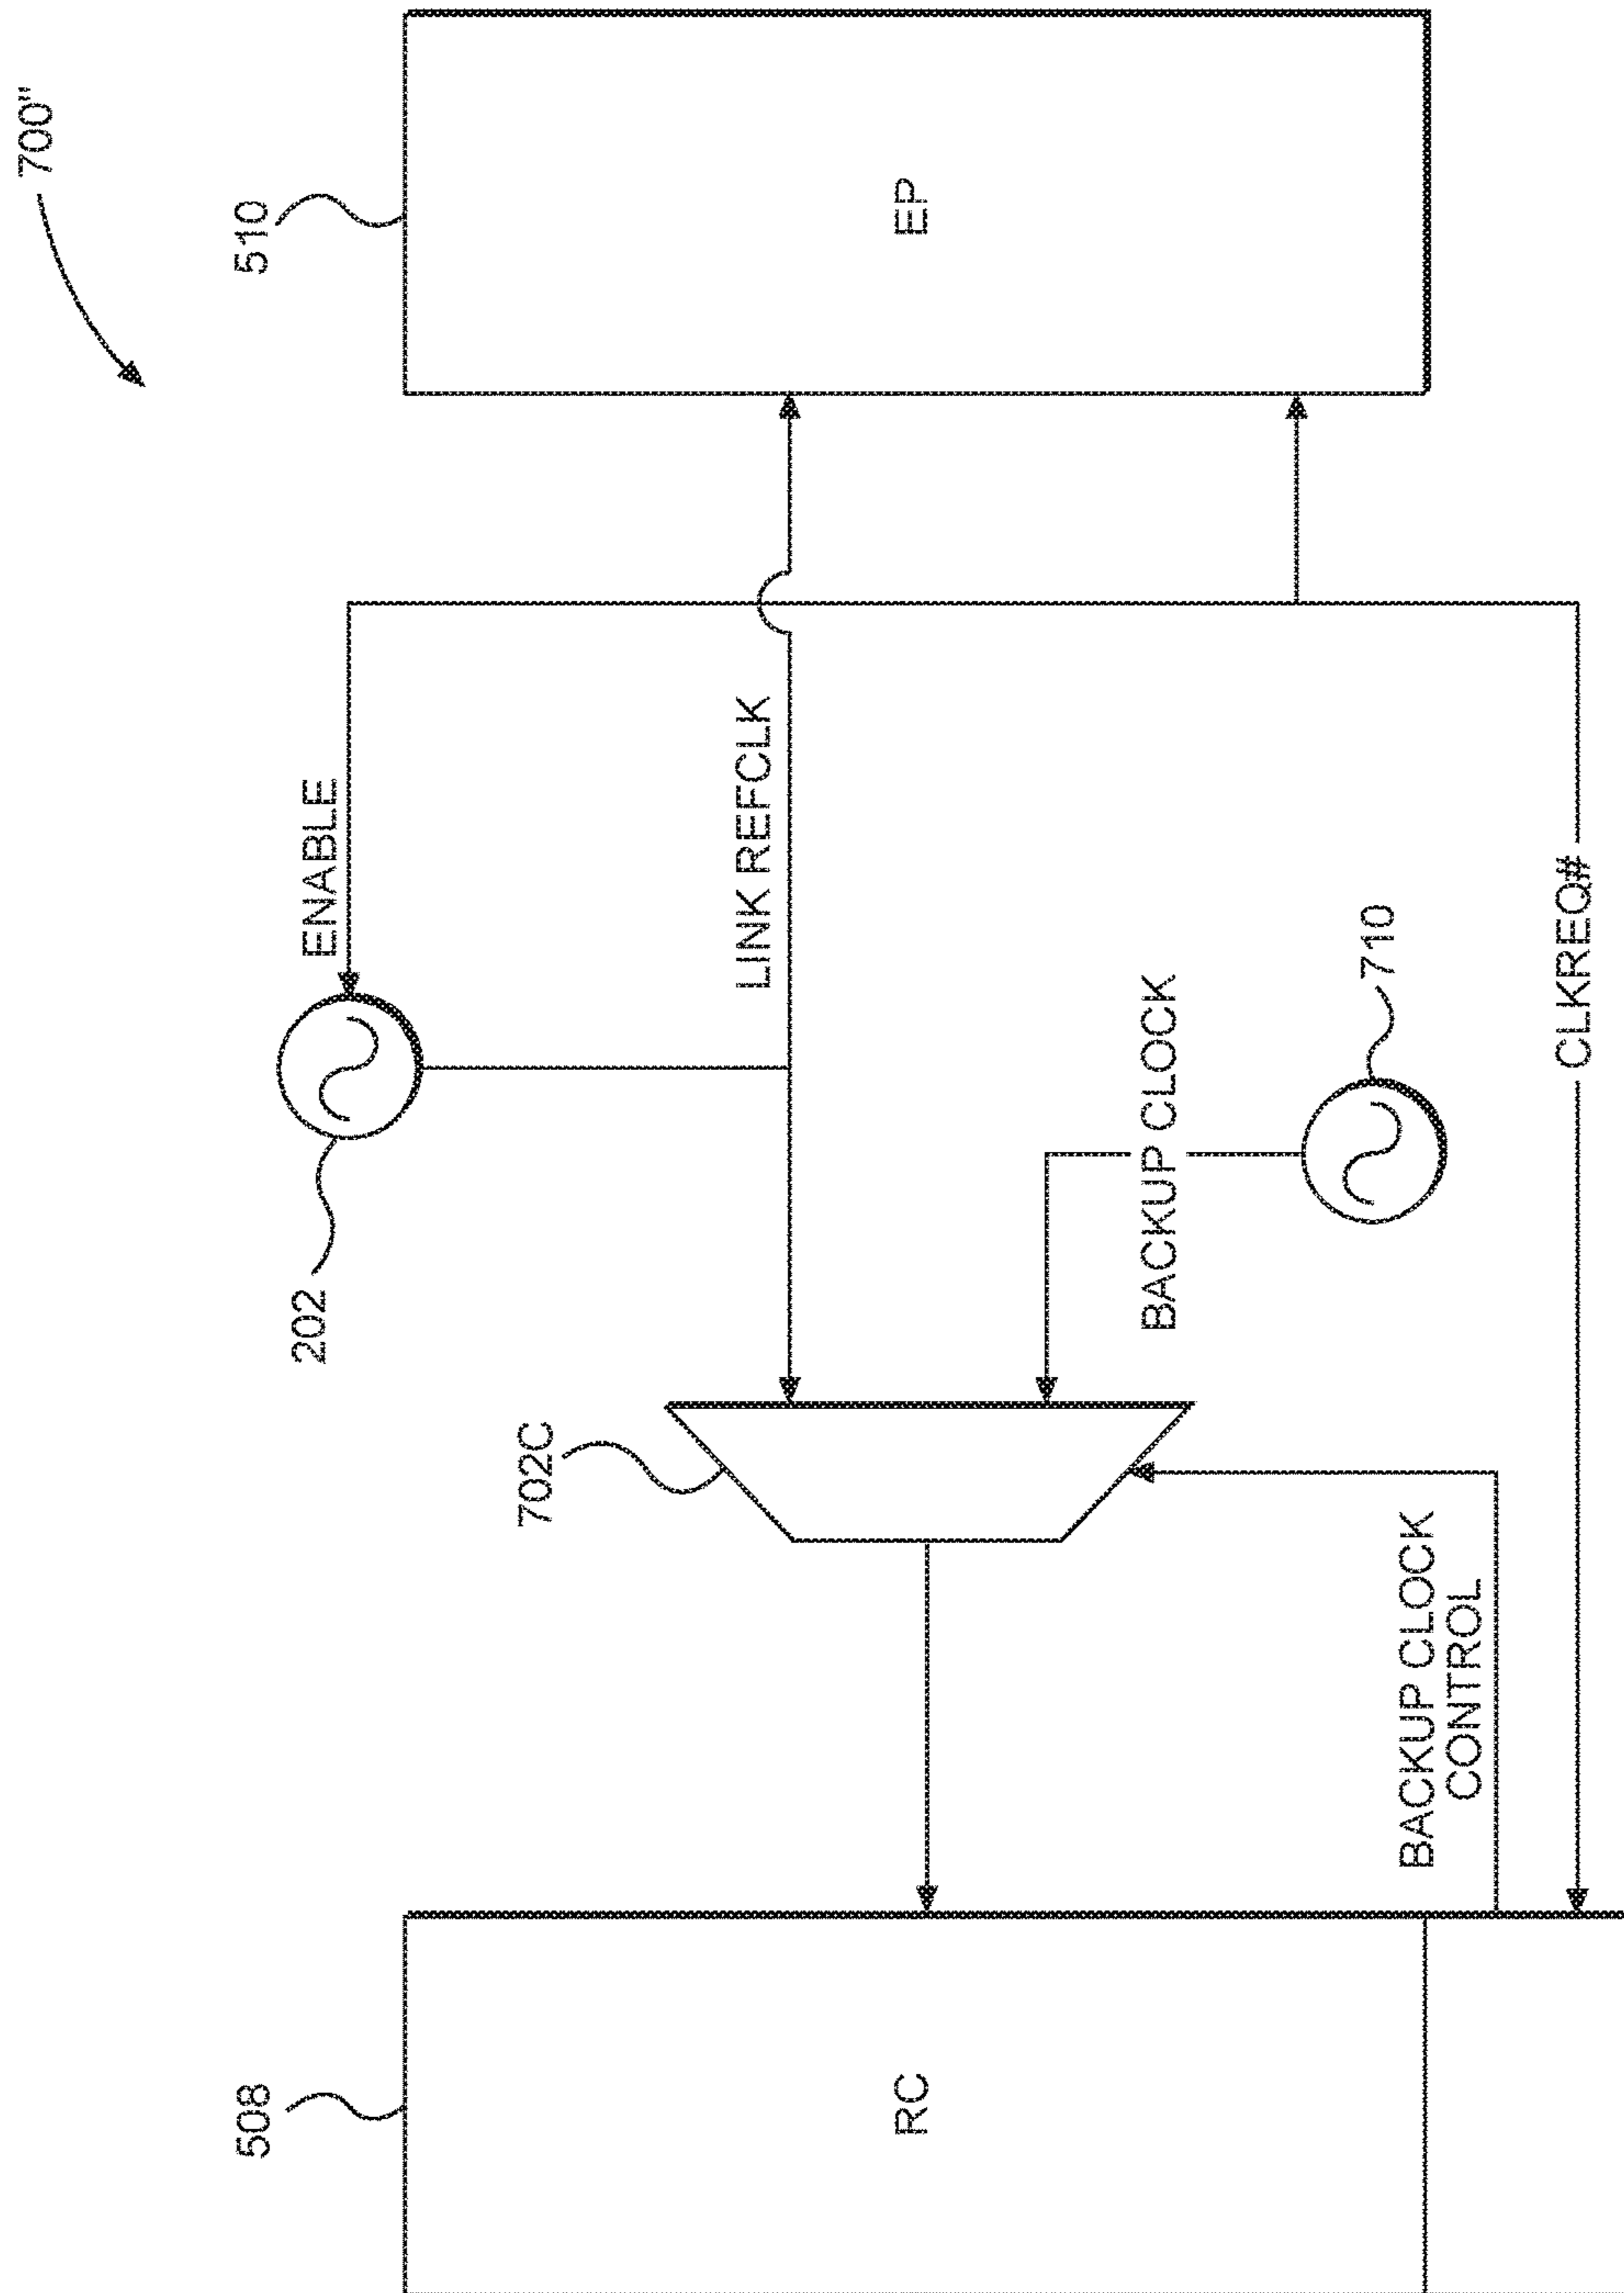 700"
508
510
202
ENABLE
702C
LINK REFCLK
RC
EP
BACKUP CLOCK
710
BACKUP CLOCK
CONTROL
CLKREQ#